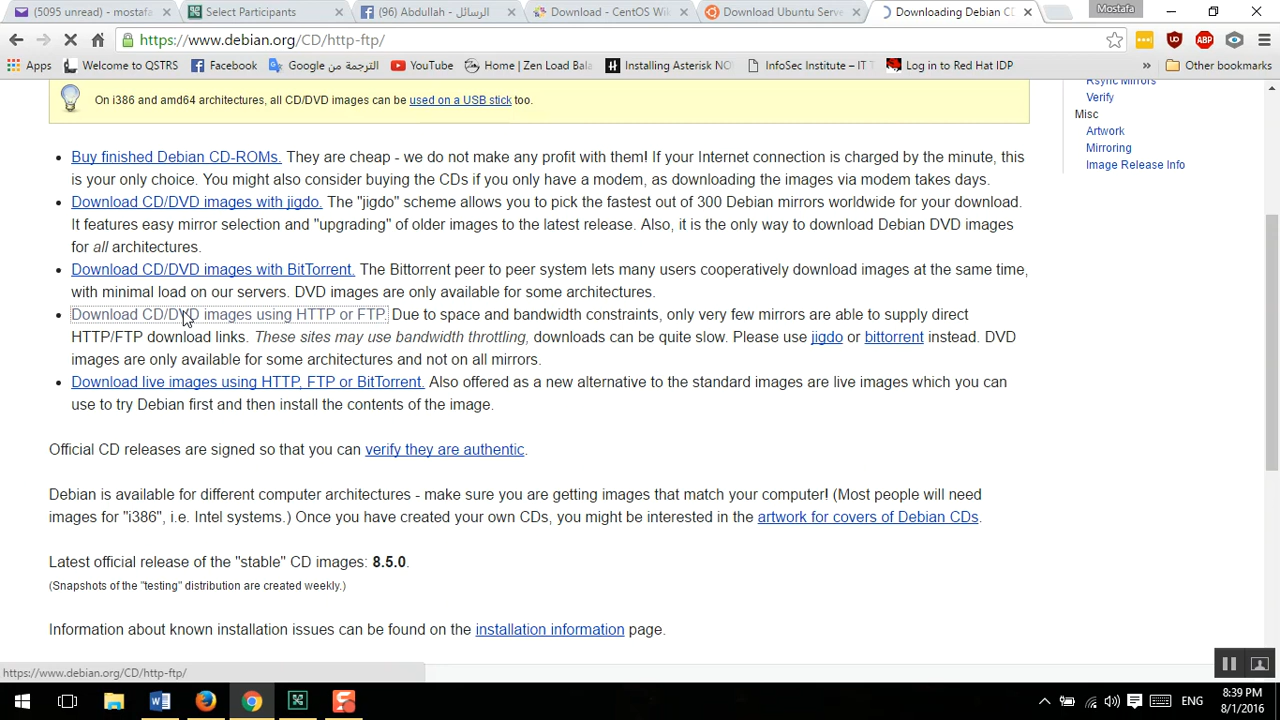 (5095 unread) - mostafa
Select Participants
(96) Abdullah - الرسائل
Download - CentOS Wik
Download Ubuntu Serve
Downloading Debian CD
Mostafa
https://www.debian.org/CD/http-ftp/
Apps
Welcome to QSTRS
Facebook
الترجمة من Google
YouTube
Home | Zen Load Bala
Installing Asterisk NO
InfoSec Institute – IT T
Log in to Red Hat IDP
»
Other bookmarks
On i386 and amd64 architectures, all CD/DVD images can be used on a USB stick too.
Rsync Mirrors
Verify
Misc
Artwork
Mirroring
Image Release Info
• Buy finished Debian CD-ROMs. They are cheap - we do not make any profit with them! If your Internet connection is charged by the minute, this
is your only choice. You might also consider buying the CDs if you only have a modem, as downloading the images via modem takes days.
• Download CD/DVD images with jigdo. The "jigdo" scheme allows you to pick the fastest out of 300 Debian mirrors worldwide for your download.
It features easy mirror selection and "upgrading" of older images to the latest release. Also, it is the only way to download Debian DVD images
for all architectures.
• Download CD/DVD images with BitTorrent. The Bittorrent peer to peer system lets many users cooperatively download images at the same time,
with minimal load on our servers. DVD images are only available for some architectures.
• Download CD/DVD images using HTTP or FTP. Due to space and bandwidth constraints, only very few mirrors are able to supply direct
HTTP/FTP download links. These sites may use bandwidth throttling, downloads can be quite slow. Please use jigdo or bittorrent instead. DVD
images are only available for some architectures and not on all mirrors.
• Download live images using HTTP, FTP or BitTorrent. Also offered as a new alternative to the standard images are live images which you can
use to try Debian first and then install the contents of the image.
Official CD releases are signed so that you can verify they are authentic.
Debian is available for different computer architectures - make sure you are getting images that match your computer! (Most people will need
images for "i386", i.e. Intel systems.) Once you have created your own CDs, you might be interested in the artwork for covers of Debian CDs.
Latest official release of the "stable" CD images: 8.5.0.
(Snapshots of the "testing" distribution are created weekly.)
Information about known installation issues can be found on the installation information page.
https://www.debian.org/CD/http-ftp/
ENG
8:39 PM
8/1/2016